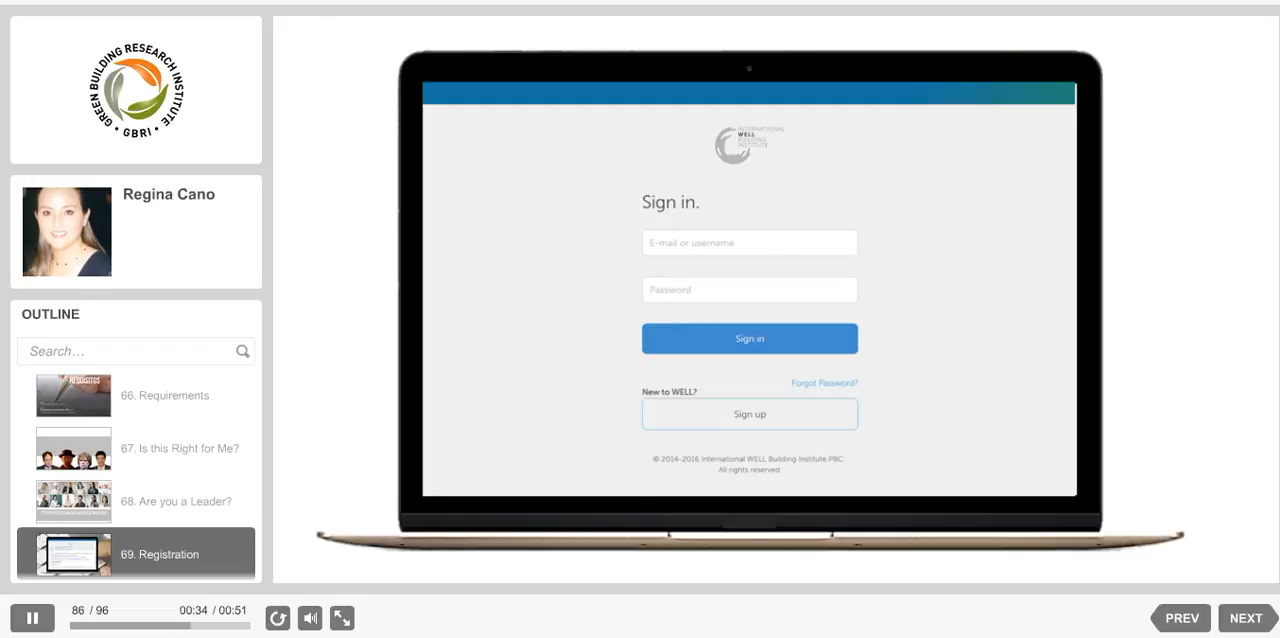 GREEN BUILDING RESEARCH INSTITUTE
• GBRI •
Regina Cano
OUTLINE
Search...
REQUISITOS
66. Requirements
67. Is this Right for Me?
68. Are you a Leader?
69. Registration
INTERNATIONAL
WELL
BUILDING
INSTITUTE
Sign in.
E-mail or username
Password
Sign in
Forgot Password?
New to WELL?
Sign up
© 2014-2016 International WELL Building Institute PBC.
All rights reserved
86 / 96
00:34 / 00:51
PREV
NEXT